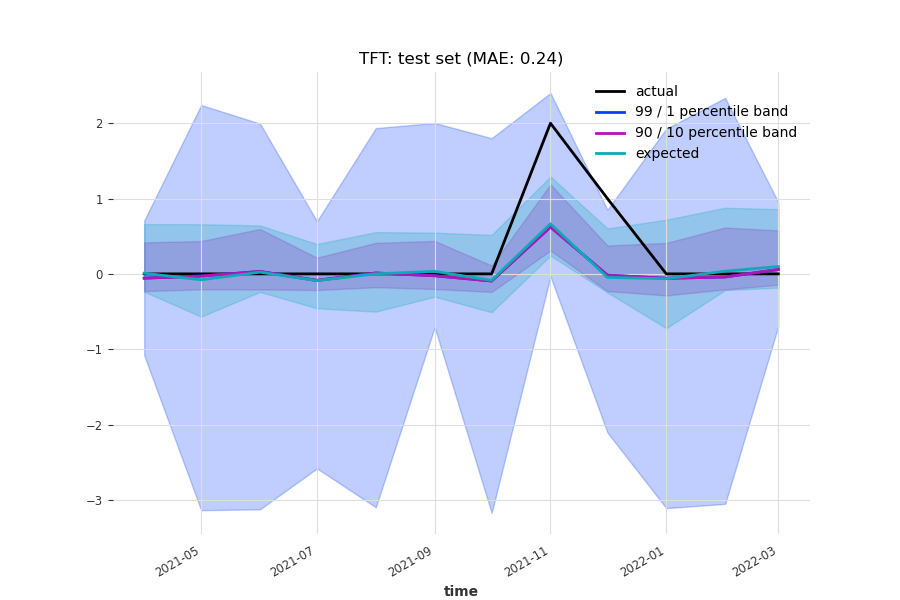 TFT: test set (MAE: 0.24)
actual
99 / 1 percentile band
90 / 10 percentile band
expected
2
1
0
−1
−2
−3
2021-05
2021-07
2021-09
2021-11
2022-01
2022-03
time